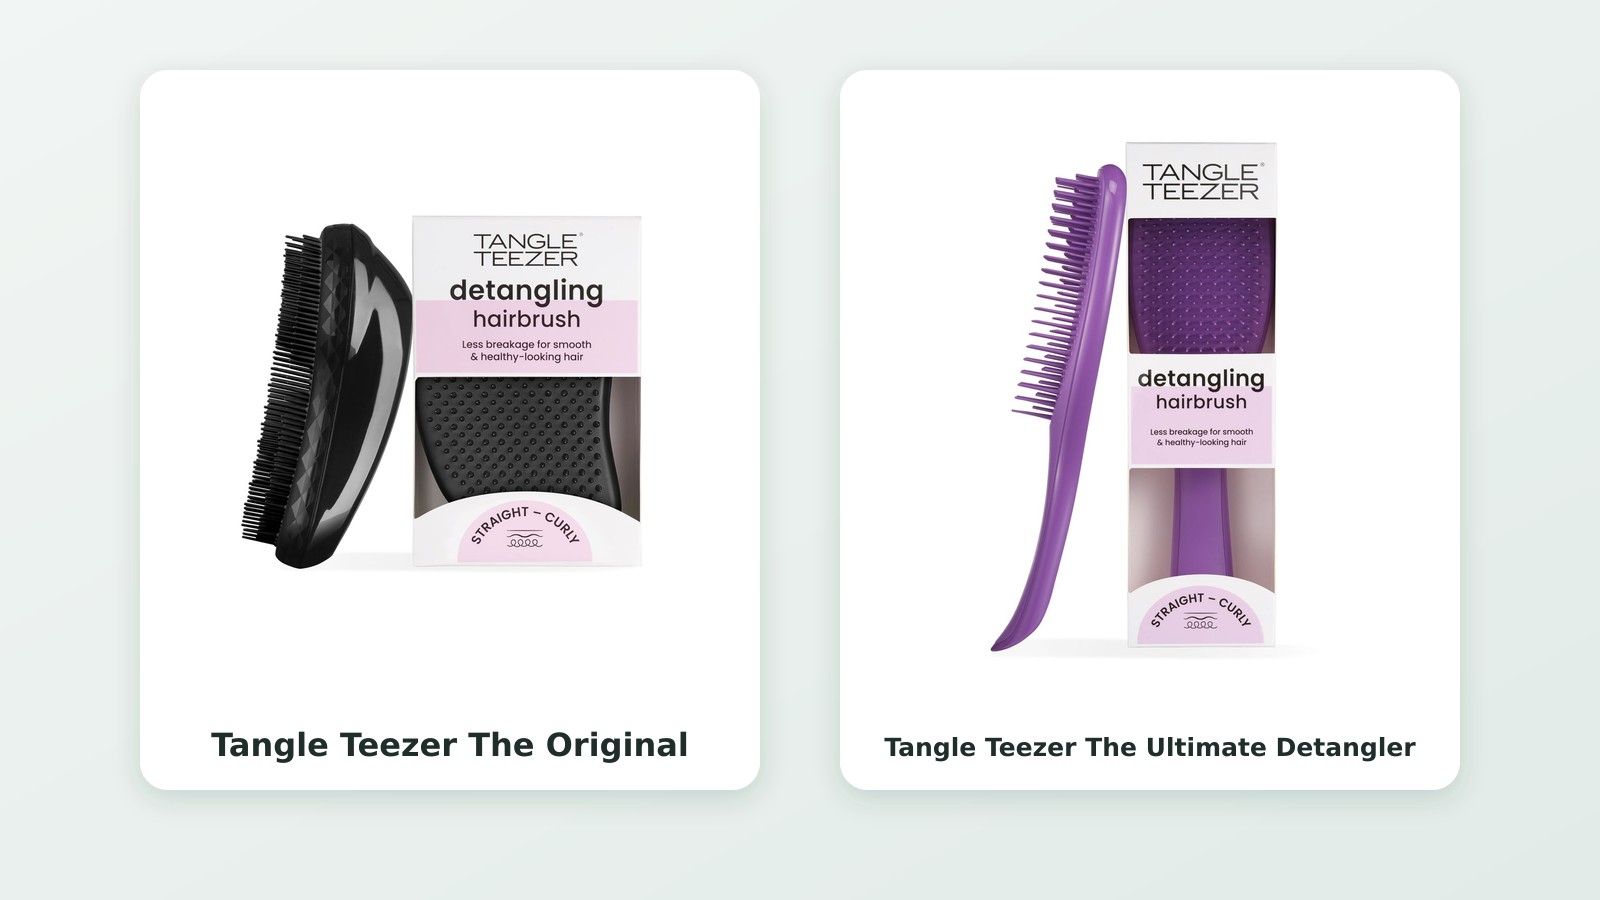 TANGLE
TEEZER®
detangling
hairbrush
Less breakage for smooth
& healthy-looking hair
STRAIGHT – CURLY
Tangle Teezer The Original
TANGLE®
TEEZER
detangling
hairbrush
Less breakage for smooth
& healthy-looking hair
STRAIGHT – CURLY
Tangle Teezer The Ultimate Detangler